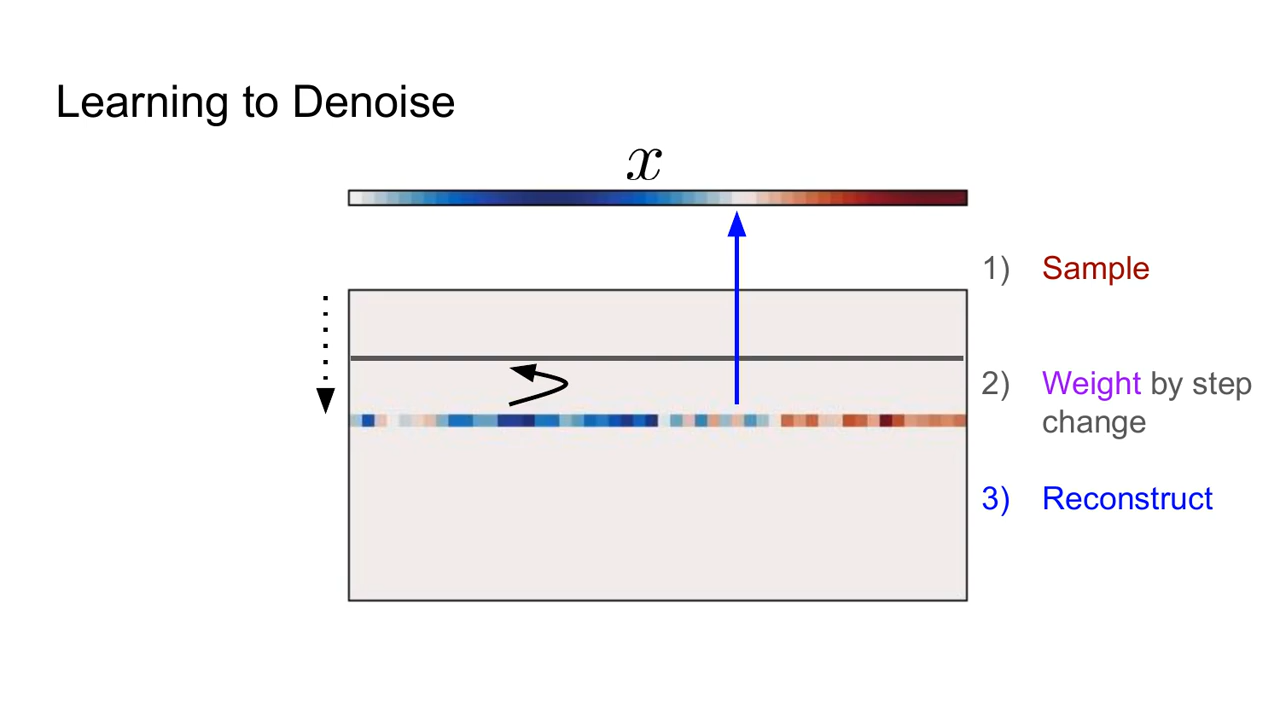 Learning to Denoise
x
1) Sample
2) Weight by step
change
3) Reconstruct